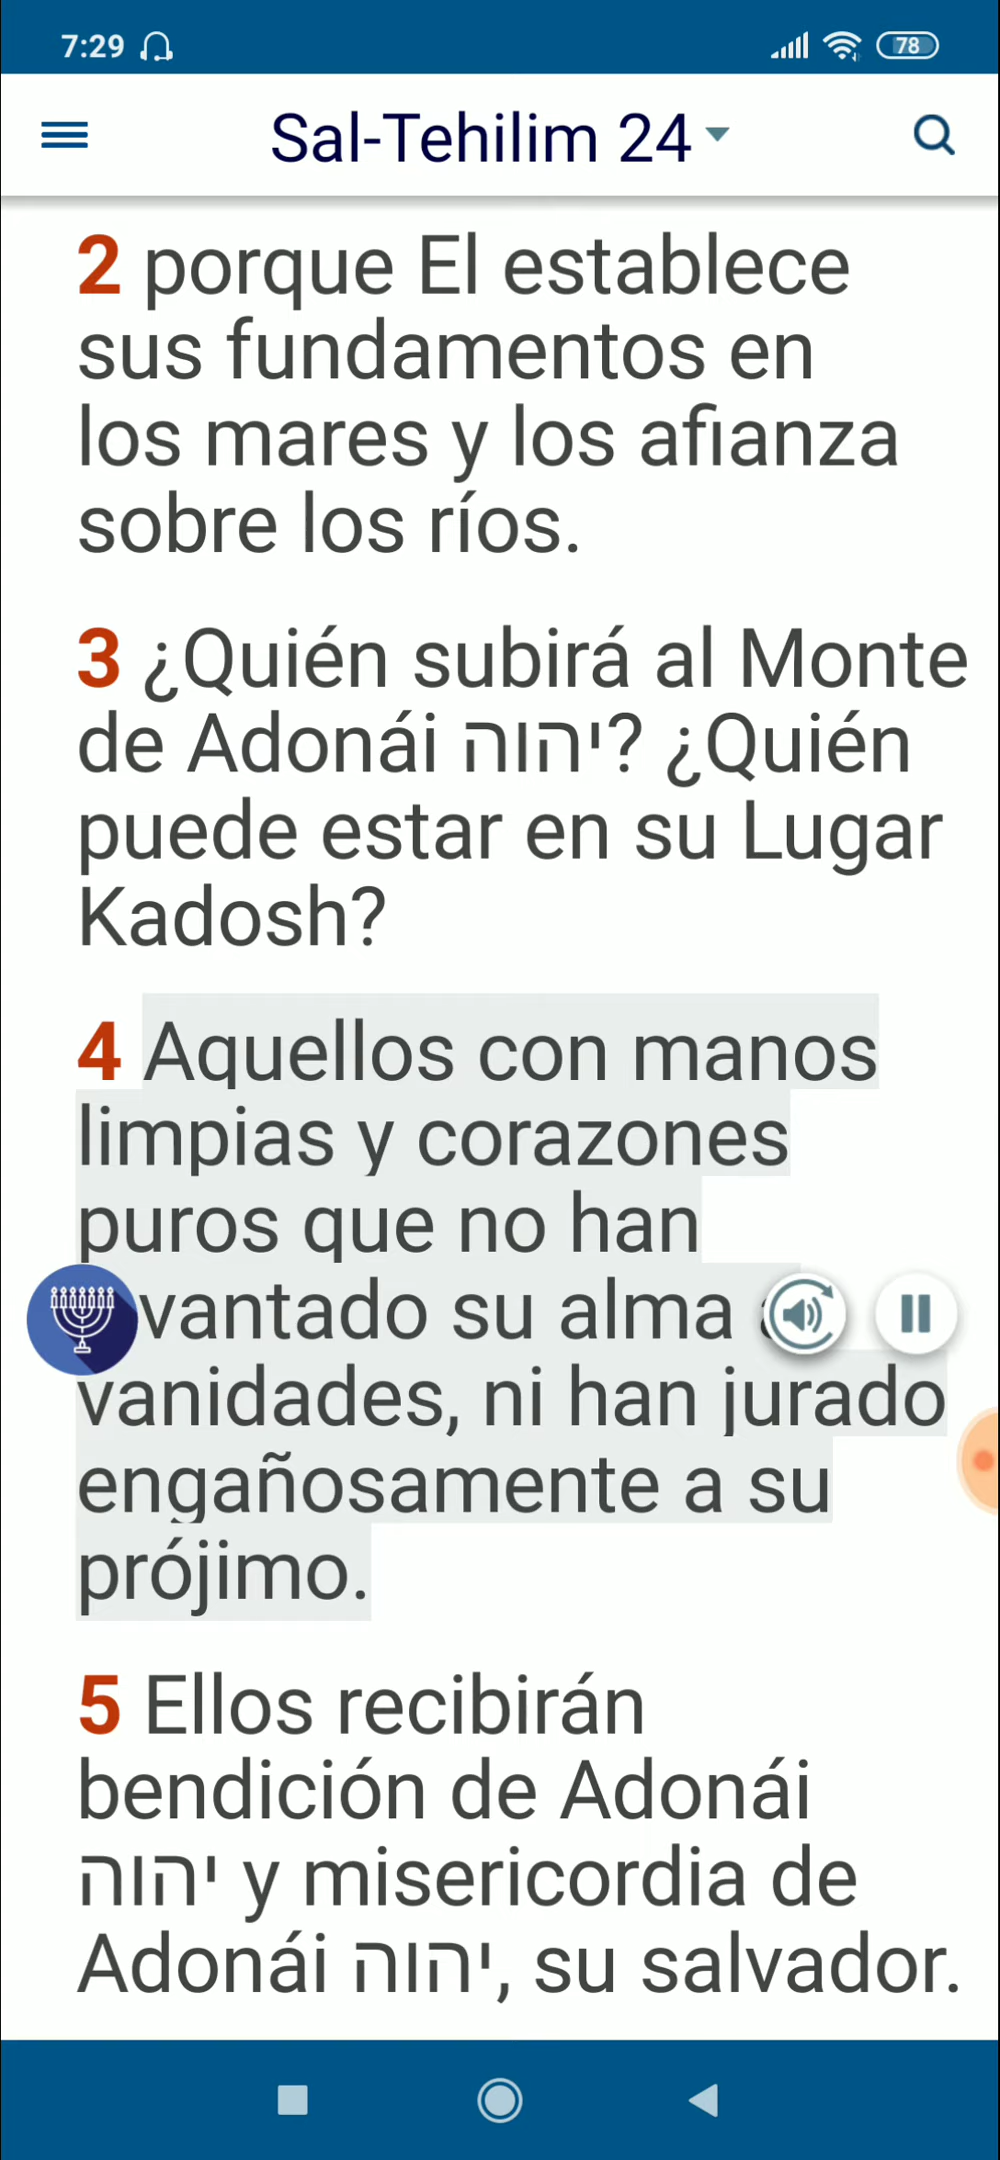 7:29
78
Sal-Tehilim 24
2 porque El establece
sus fundamentos en
los mares y los afianza
sobre los ríos.
3 ¿Quién subirá al Monte
de Adonái יהוה? ¿Quién
puede estar en su Lugar
Kadosh?
4 Aquellos con manos
limpias y corazones
puros que no han
vantado su alma
vanidades, ni han jurado
engañosamente a su
prójimo.
5 Ellos recibirán
bendición de Adonái
יהוה y misericordia de
Adonái יהוה, su salvador.